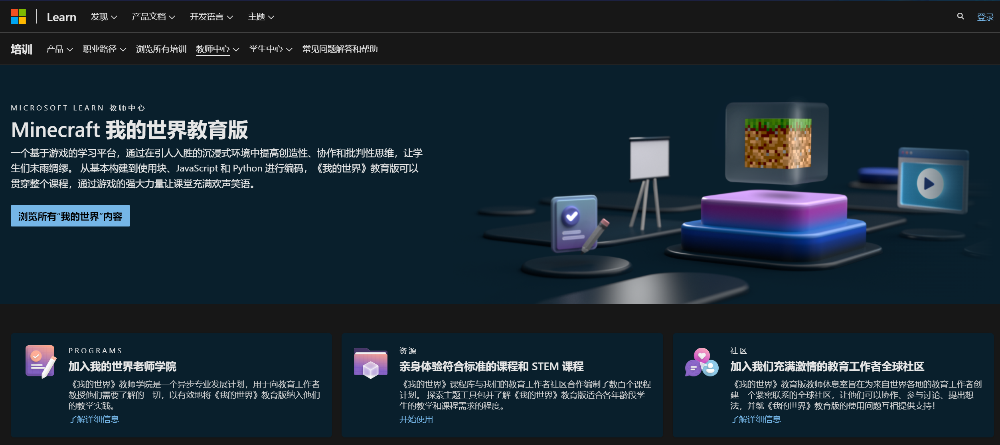 Learn 发现 产品文档 开发语言 主题 登录
培训 产品 职业路径 浏览所有培训 教师中心 学生中心 常见问题解答和帮助
MICROSOFT LEARN 教师中心
Minecraft 我的世界教育版
一个基于游戏的学习平台，通过在引人入胜的沉浸式环境中提高创造性、协作和批判性思维，让学
生们未雨绸缪。 从基本构建到使用块、JavaScript 和 Python 进行编码，《我的世界》教育版可以
贯穿整个课程，通过游戏的强大力量让课堂充满欢声笑语。
浏览所有“我的世界”内容
PROGRAMS
加入我的世界老师学院
《我的世界》教师学院是一个异步专业发展计划，用于向教育工作者
教授他们需要了解的一切，以有效地将《我的世界》教育版纳入他们
的教学实践。
了解详细信息
资源
亲身体验符合标准的课程和 STEM 课程
《我的世界》课程库与我们的教育工作者社区合作编制了数百个课程
计划。 探索主题工具包并了解《我的世界》教育版适合各年龄段学
生的教学和课程需求的程度。
开始使用
社区
加入我们充满激情的教育工作者全球社区
《我的世界》教育版教师休息室旨在为来自世界各地的教育工作者创
建一个紧密联系的全球社区，让他们可以协作、参与讨论、提出想
法，并就《我的世界》教育版的使用问题互相提供支持！
了解详细信息